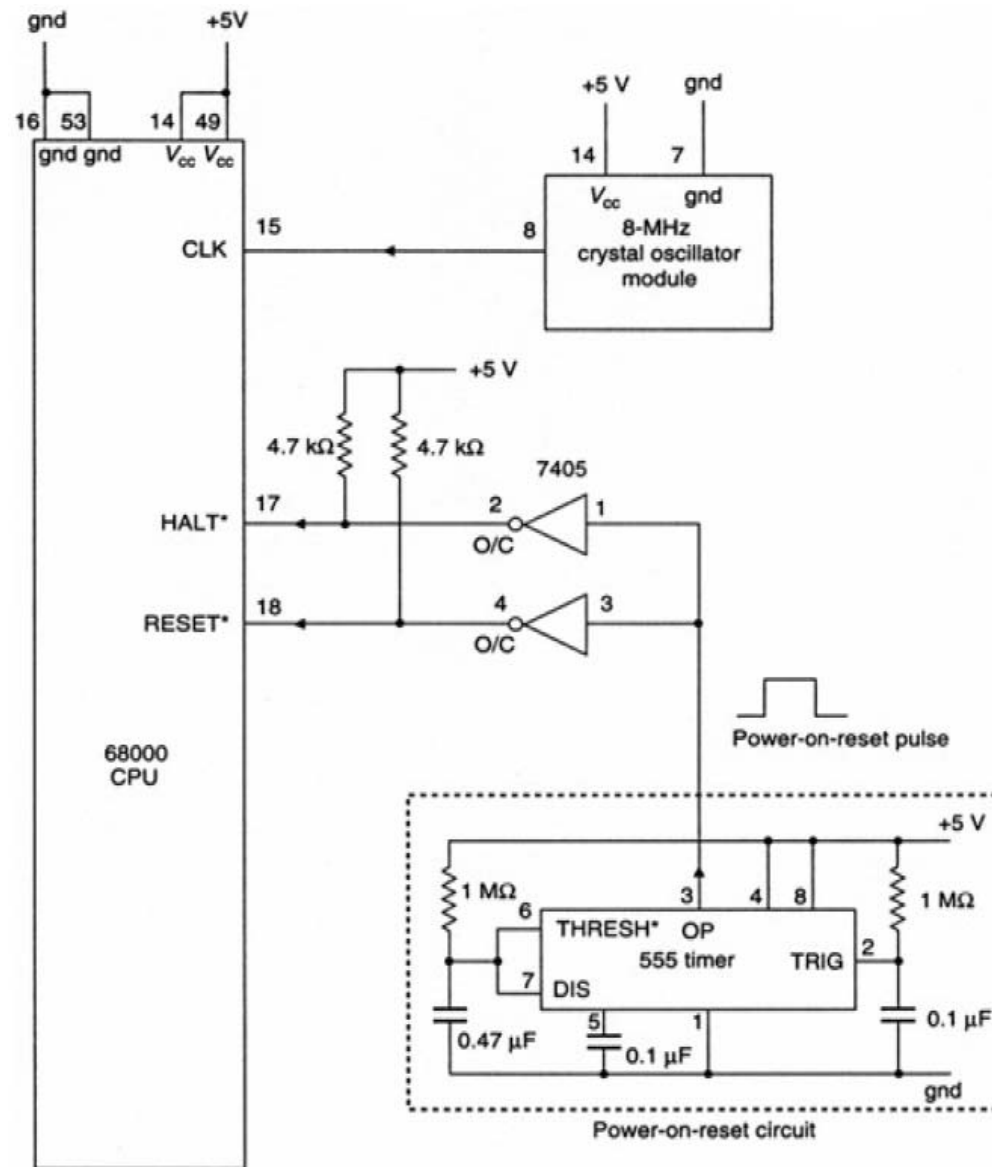 gnd
+5V
16
53
14
49
gnd gnd
Vcc Vcc
+5 V
gnd
14
7
Vcc
gnd
8-MHz
crystal oscillator
module
8
15
CLK
+5 V
4.7 kΩ
4.7 kΩ
7405
17
2
1
HALT*
O/C
18
4
3
RESET*
O/C
Power-on-reset pulse
68000
CPU
+5 V
1 MΩ
3
4
8
1 MΩ
6
THRESH*
OP
555 timer
TRIG
2
7
DIS
5
1
0.47 µF
0.1 µF
0.1 µF
gnd
Power-on-reset circuit